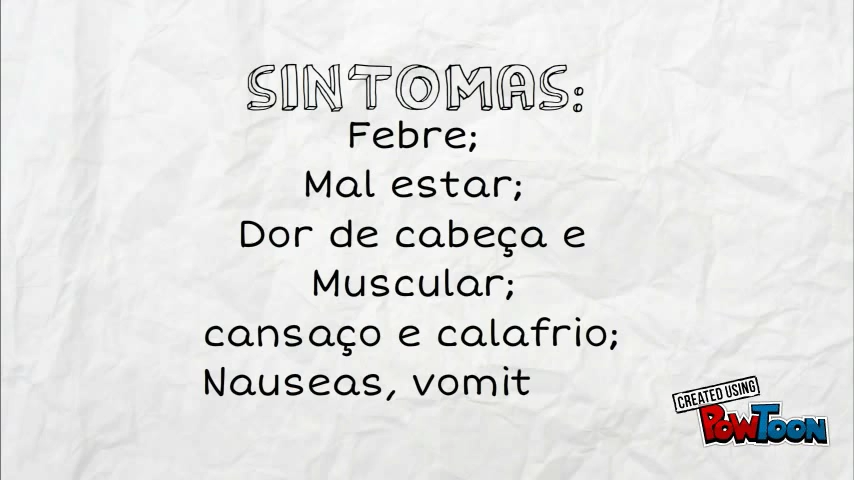 SINTOMAS:
Febre;
Mal estar;
Dor de cabeça e
Muscular;
cansaço e calafrio;
Nauseas, vomit
CREATED USING
POWTOON